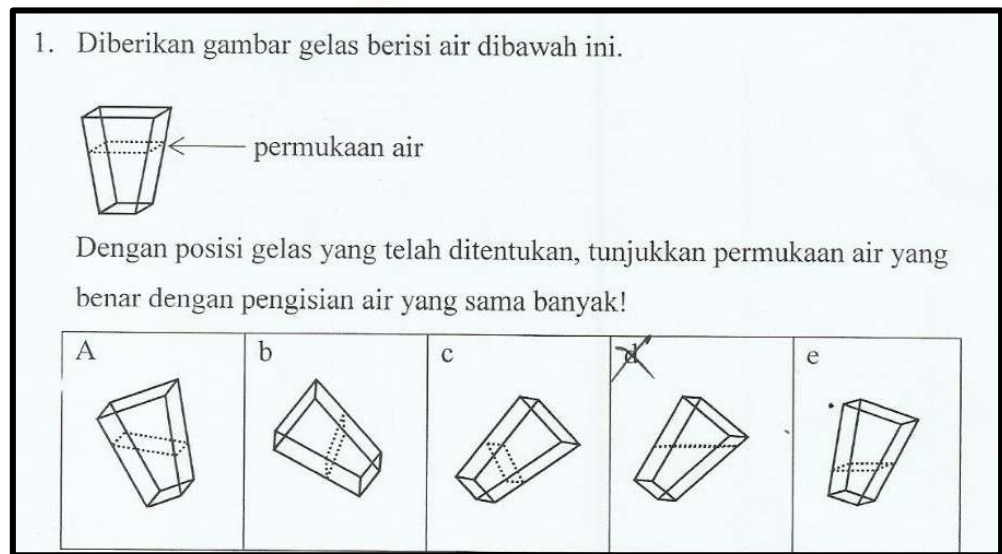 1. Diberikan gambar gelas berisi air dibawah ini.
permukaan air
Dengan posisi gelas yang telah ditentukan, tunjukkan permukaan air yang
benar dengan pengisian air yang sama banyak!
A b c d e